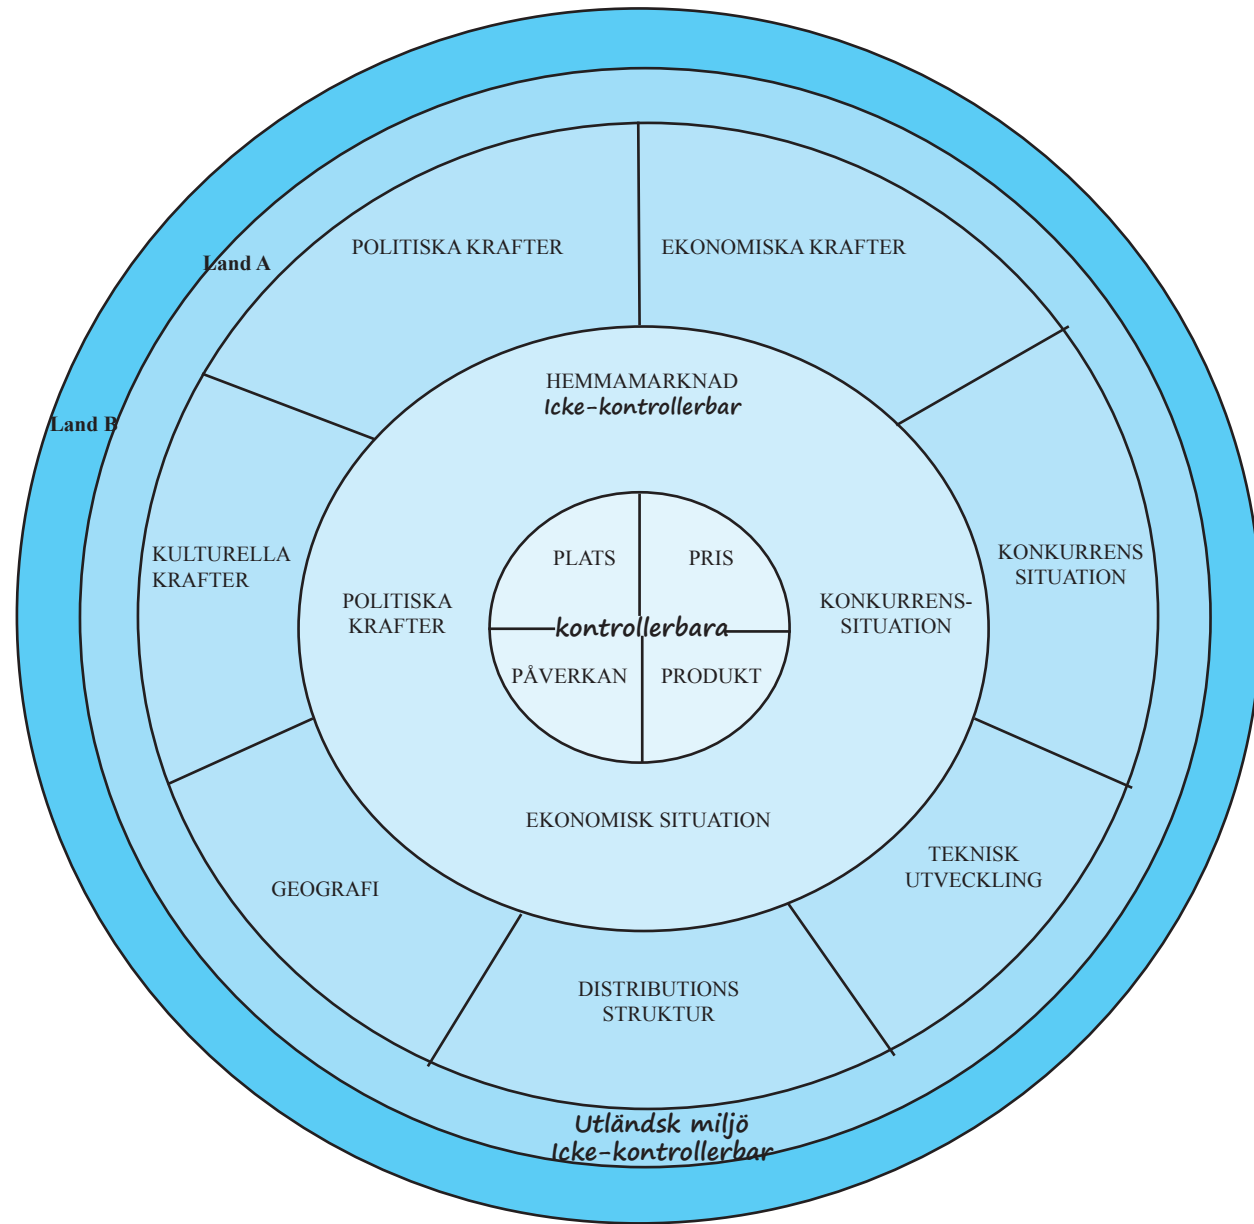 POLITISKA KRAFTER
EKONOMISKA KRAFTER
Land A
HEMMAMARKNAD
Icke-kontrollerbar
Land B
KULTURELLA
KRAFTER
POLITISKA
KRAFTER
PLATS
PRIS
kontrollerbara
PÅVERKAN
PRODUKT
KONKURRENS-
SITUATION
KONKURRENS
SITUATION
EKONOMISK SITUATION
GEOGRAFI
TEKNISK
UTVECKLING
DISTRIBUTIONS
STRUKTUR
Utländsk miljö
Icke-kontrollerbar